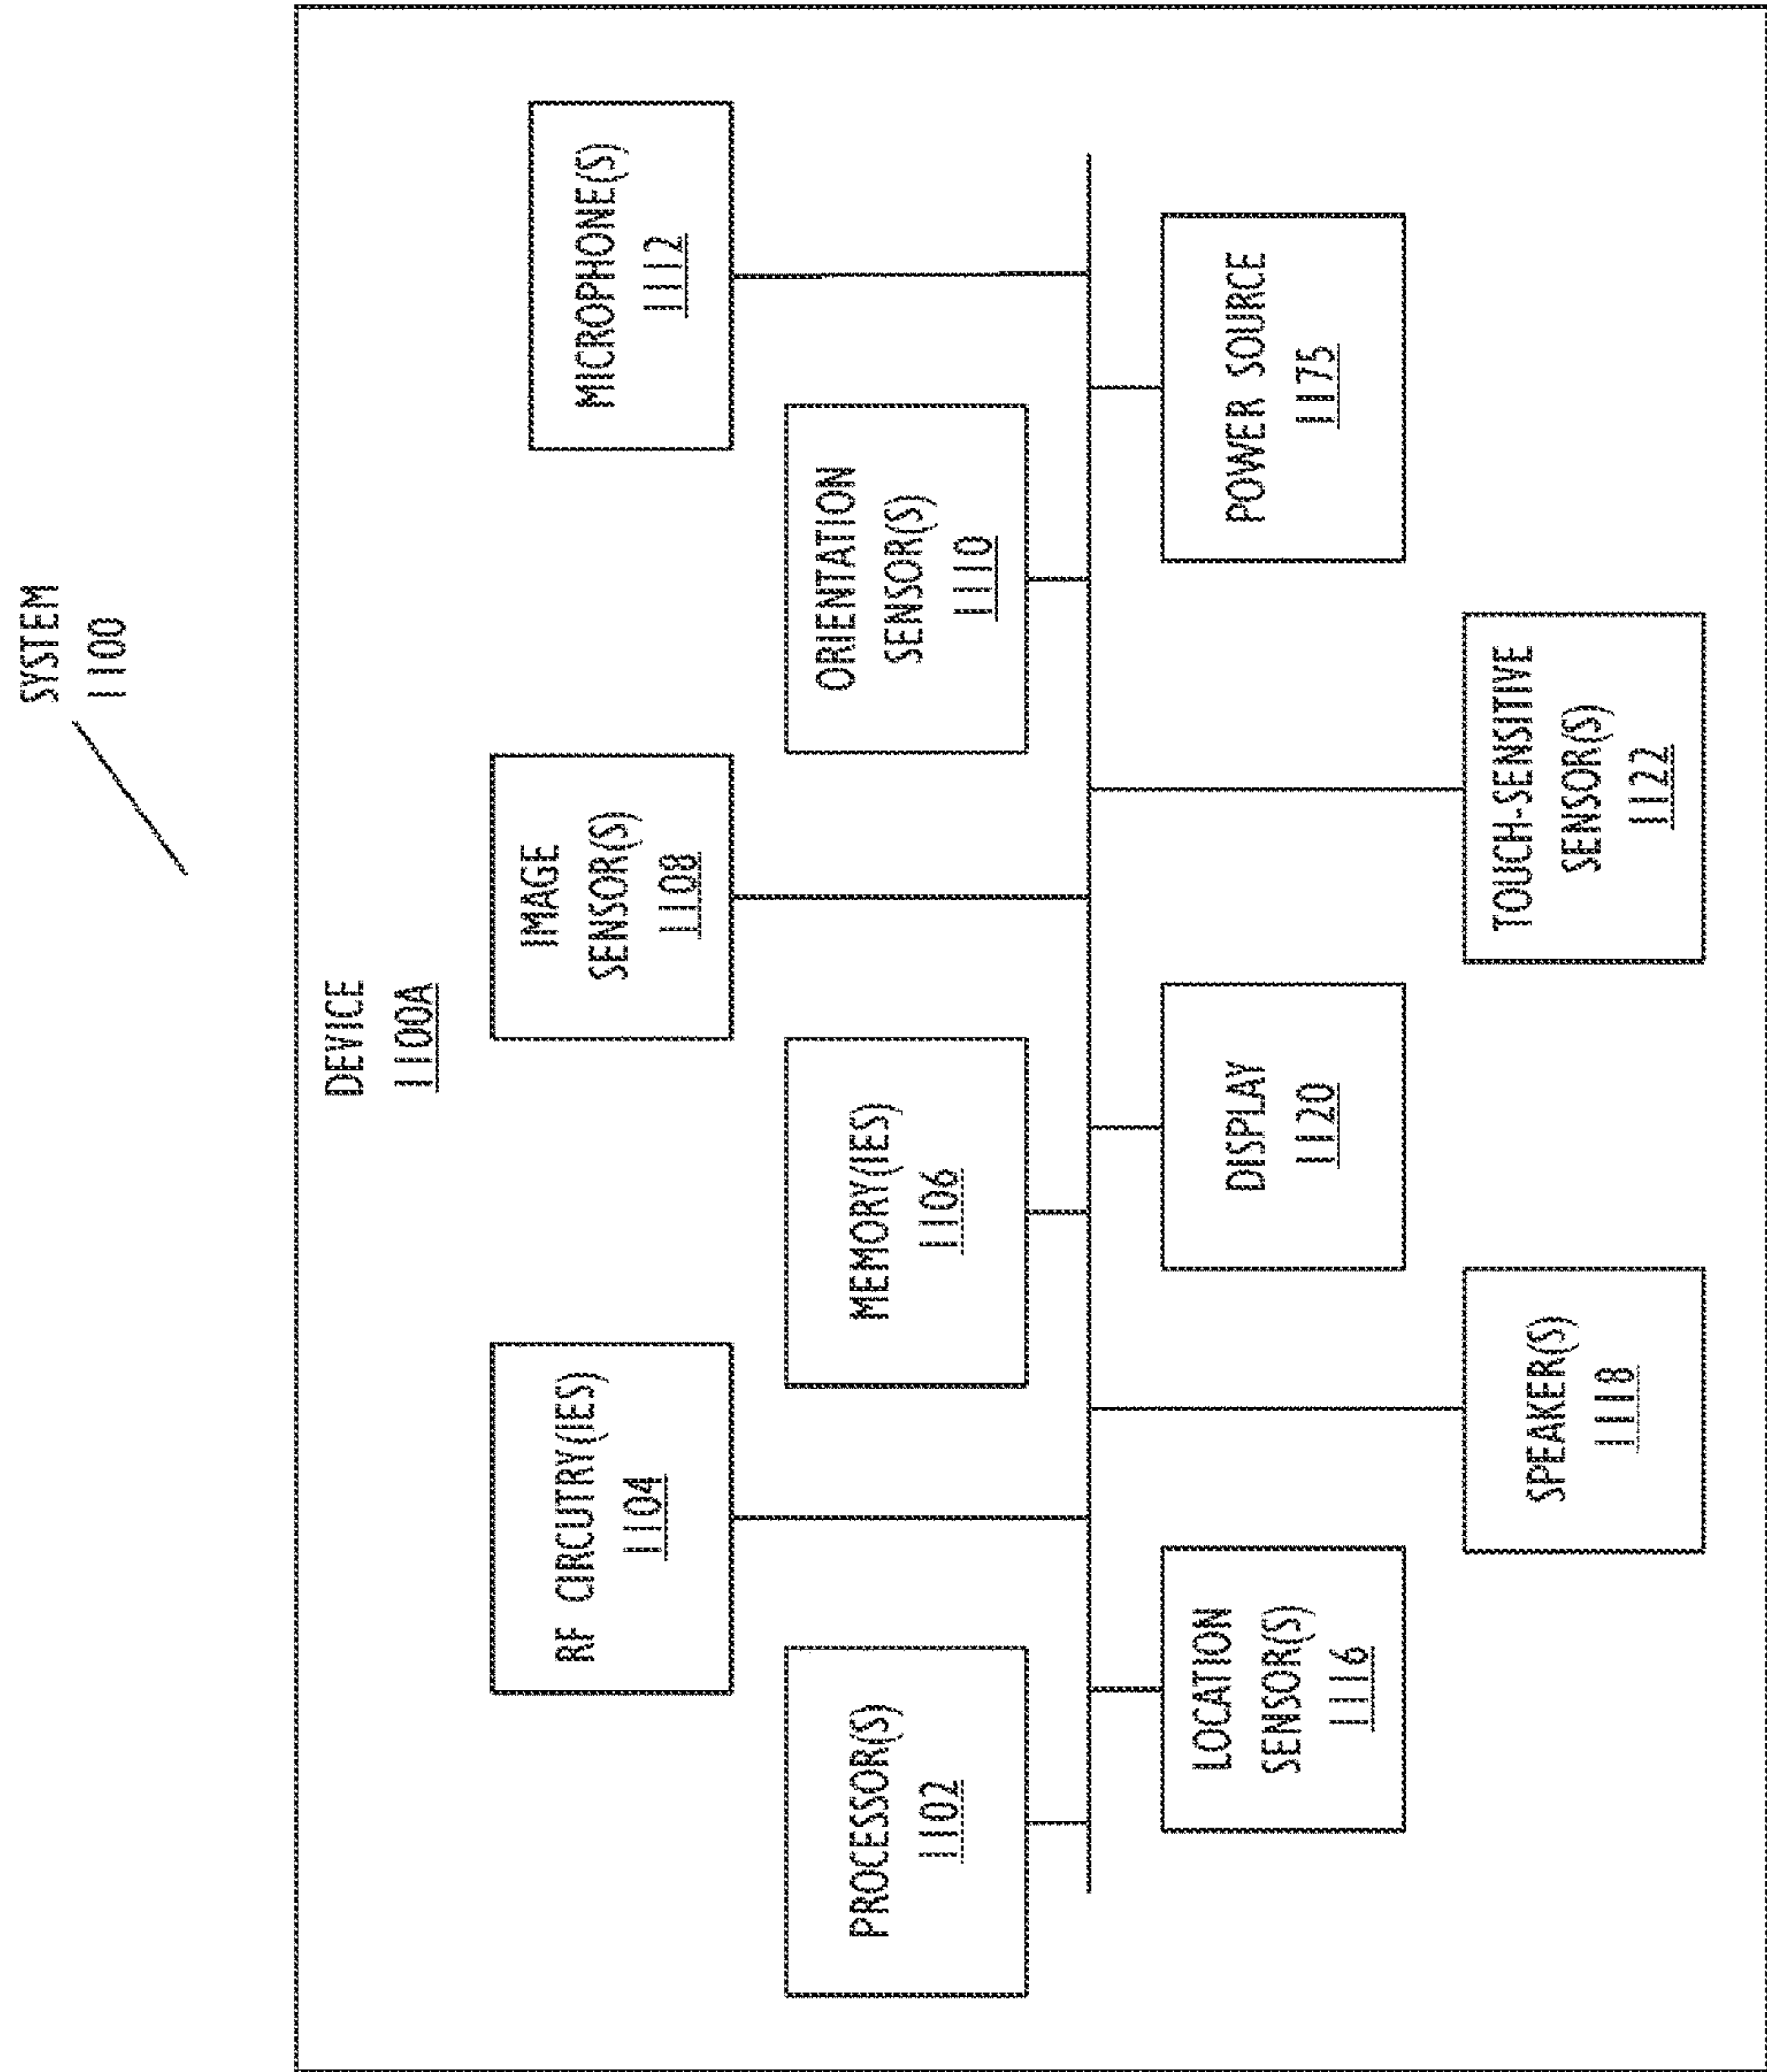 SYSTEM
1100
DEVICE
1100A
RF CIRCUTRY(IES)
1104
IMAGE
SENSOR(S)
1108
MICROPHONE(S)
1112
PROCESSOR(S)
1102
MEMORY(IES)
1106
ORIENTATION
SENSOR(S)
1110
LOCATION
SENSOR(S)
1116
DISPLAY
1120
POWER SOURCE
1175
SPEAKER(S)
1118
TOUCH-SENSITIVE
SENSOR(S)
1122